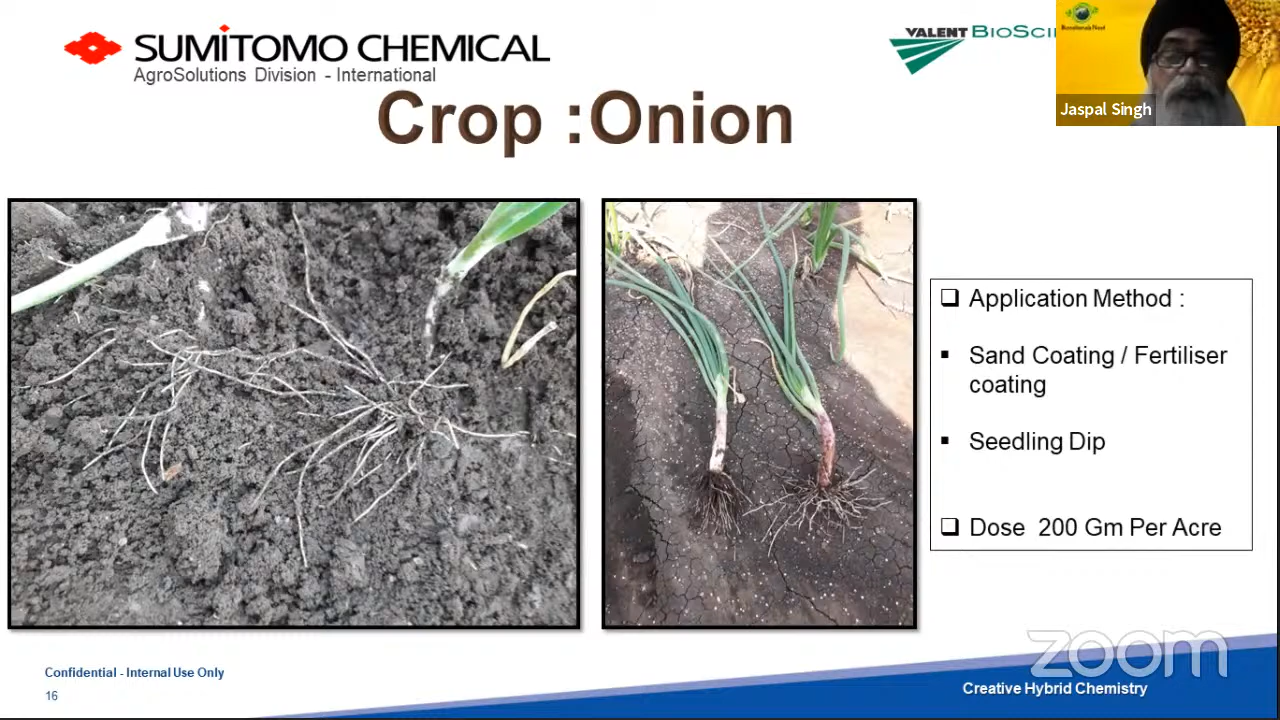 SUMITOMO CHEMICAL
AgroSolutions Division - International
VALENT
Jaspal Singh
Crop :Onion
Application Method :
Sand Coating / Fertiliser
coating
Seedling Dip
Dose 200 Gm Per Acre
zoom
Confidential - Internal Use Only
16
Creative Hybrid Chemistry